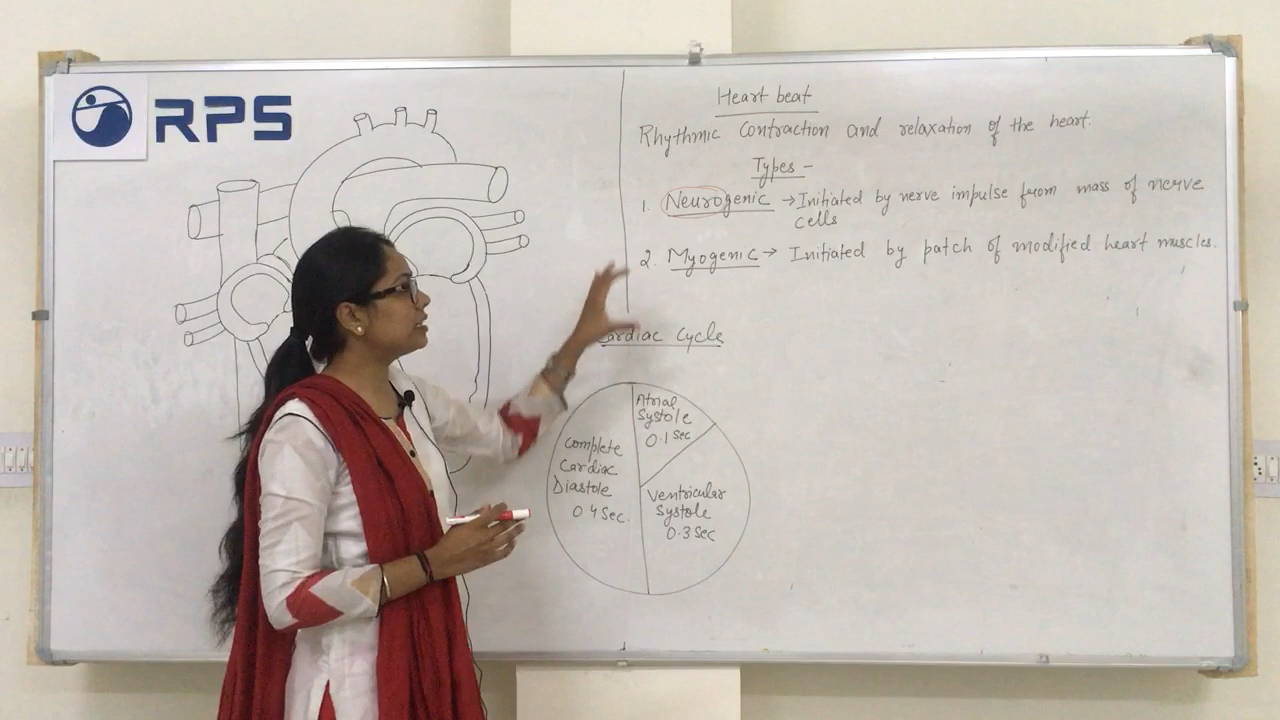 RPS
Heart beat
Rhythmic Contraction and relaxation of the heart.
Types -
1. Neurogenic → Initiated by nerve impulse from mass of nerve
cells
2. Myogenic → Initiated by patch of modified heart muscles.
Cardiac Cycle
Atrial
Systole
0.1 Sec
Complete
Cardiac
Diastole
0.4 Sec.
Ventricular
Systole
0.3 Sec